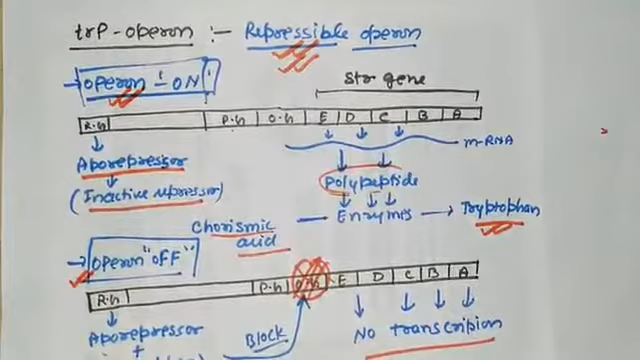 trp-operon :- Repressible operon
operon - ON
Str gene
R.G P.G O.G E D C B A
m-RNA
Aporepressor
(Inactive repressor)
Polypeptide
Chorismic acid — Enzymes → Tryptophan
operon "OFF"
R.G P.G O.G E D C B A
Aporepressor
+
Block
No transcription